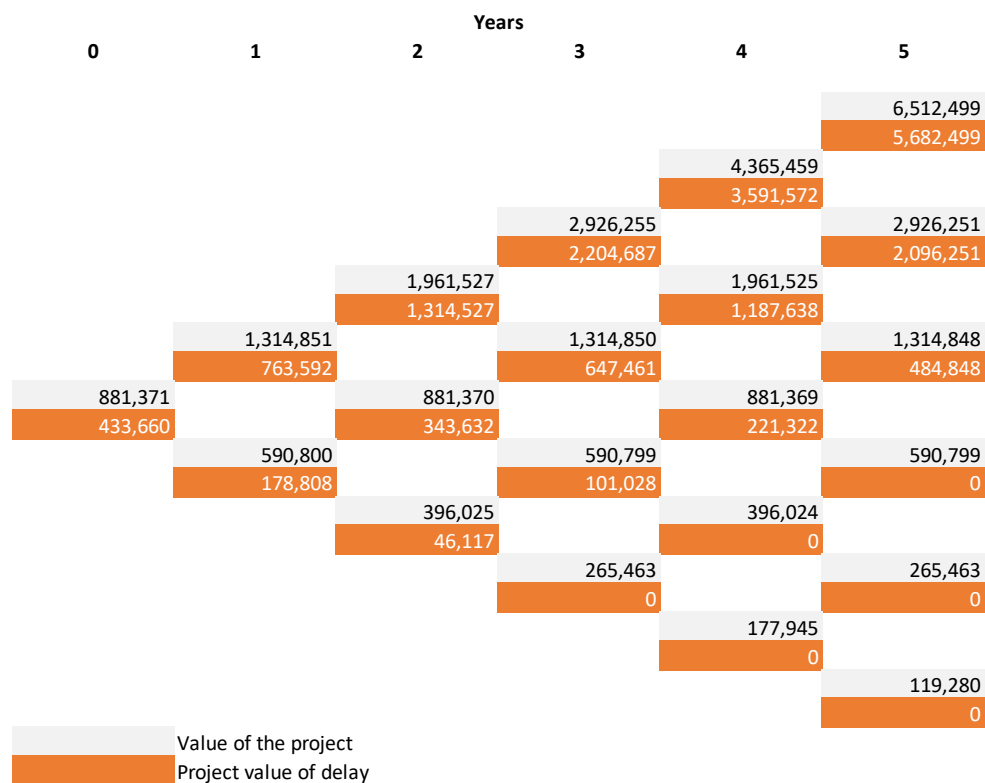 Years
0 1 2 3 4 5
6,512,499
5,682,499
4,365,459
3,591,572
2,926,255 2,926,251
2,204,687 2,096,251
1,961,527 1,961,525
1,314,527 1,187,638
1,314,851 1,314,850 1,314,848
763,592 647,461 484,848
881,371 881,370 881,369
433,660 343,632 221,322
590,800 590,799 590,799
178,808 101,028 0
396,025 396,024
46,117 0
265,463 265,463
0 0
177,945
0
119,280
0
Value of the project
Project value of delay